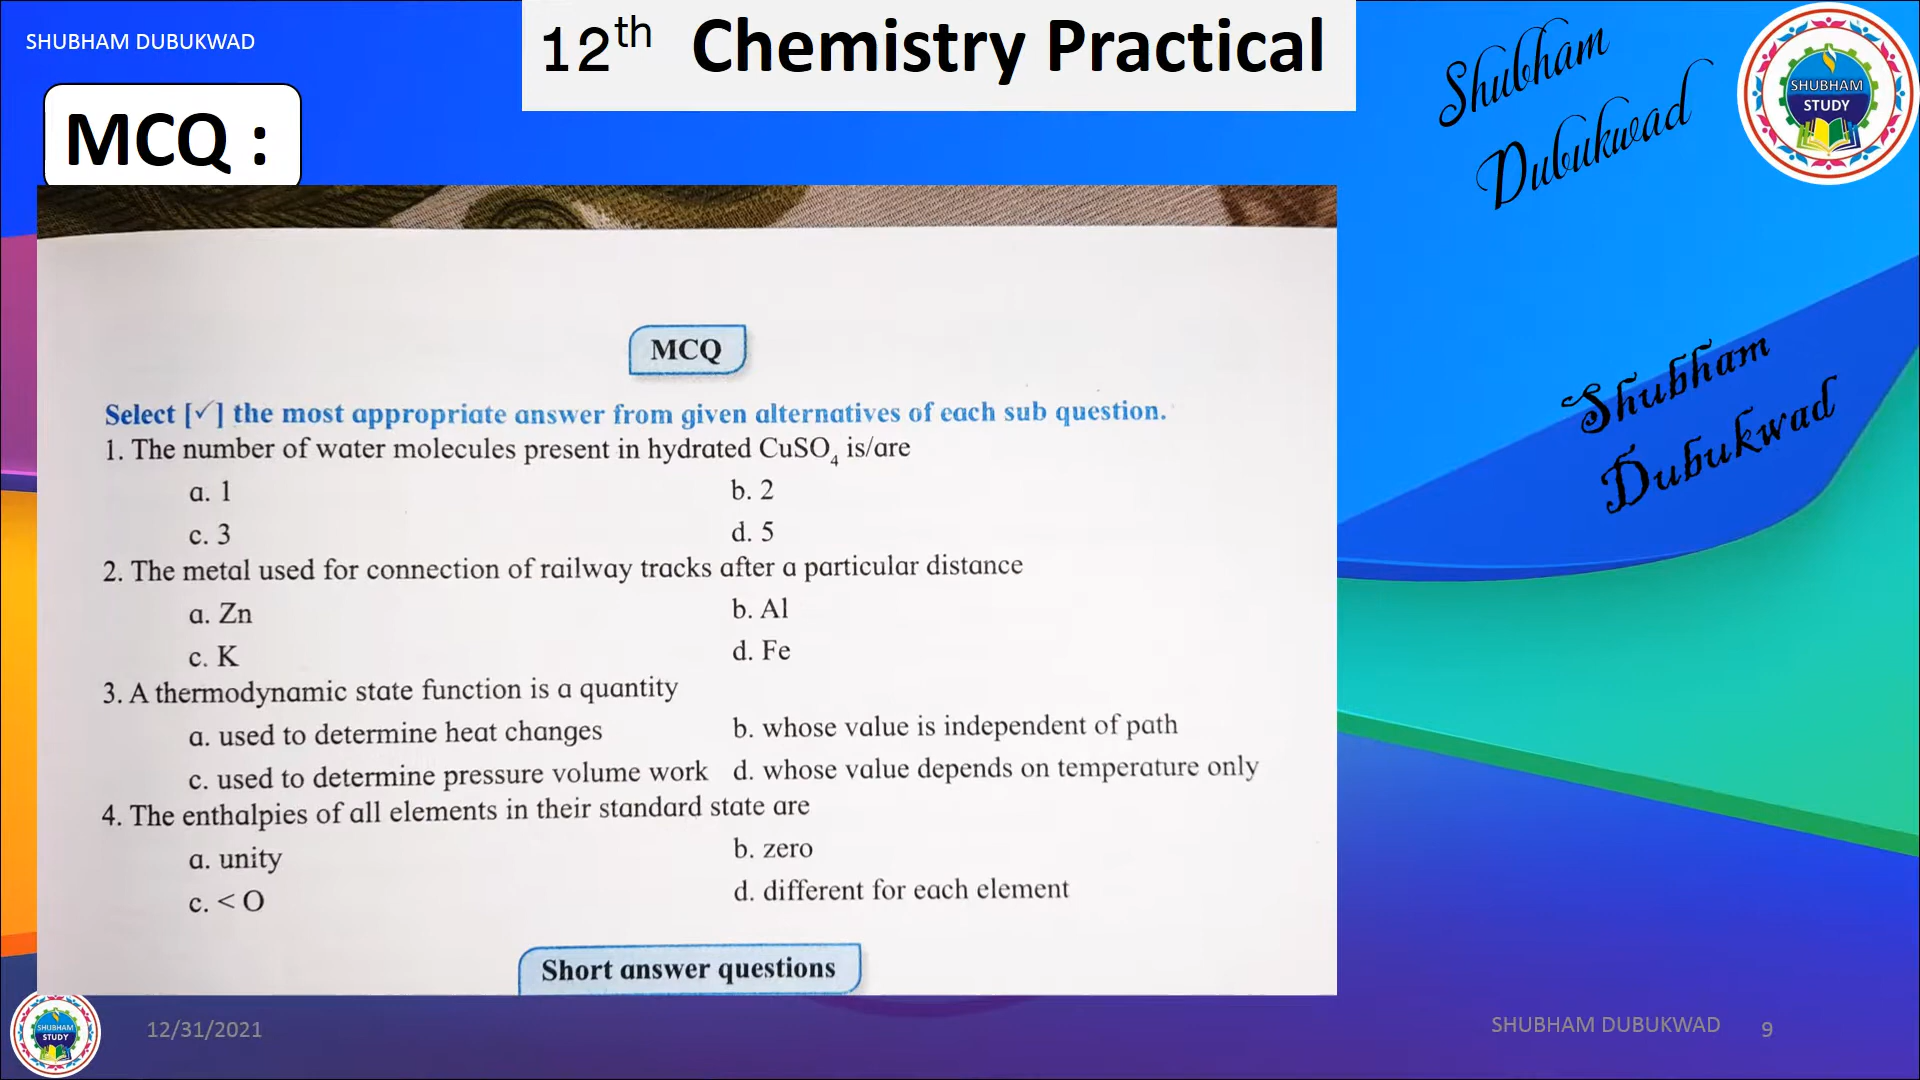 SHUBHAM DUBUKWAD
12th Chemistry Practical
Shubham
Dubukwad
SHUBHAM
STUDY
MCQ :
MCQ
Select [✓] the most appropriate answer from given alternatives of each sub question.
1. The number of water molecules present in hydrated CuSO₄ is/are
a. 1 b. 2
c. 3 d. 5
2. The metal used for connection of railway tracks after a particular distance
a. Zn b. Al
c. K d. Fe
3. A thermodynamic state function is a quantity
a. used to determine heat changes b. whose value is independent of path
c. used to determine pressure volume work d. whose value depends on temperature only
4. The enthalpies of all elements in their standard state are
a. unity b. zero
c. < O d. different for each element
Short answer questions
Shubham
Dubukwad
SHUBHAM
STUDY
12/31/2021
SHUBHAM DUBUKWAD 9